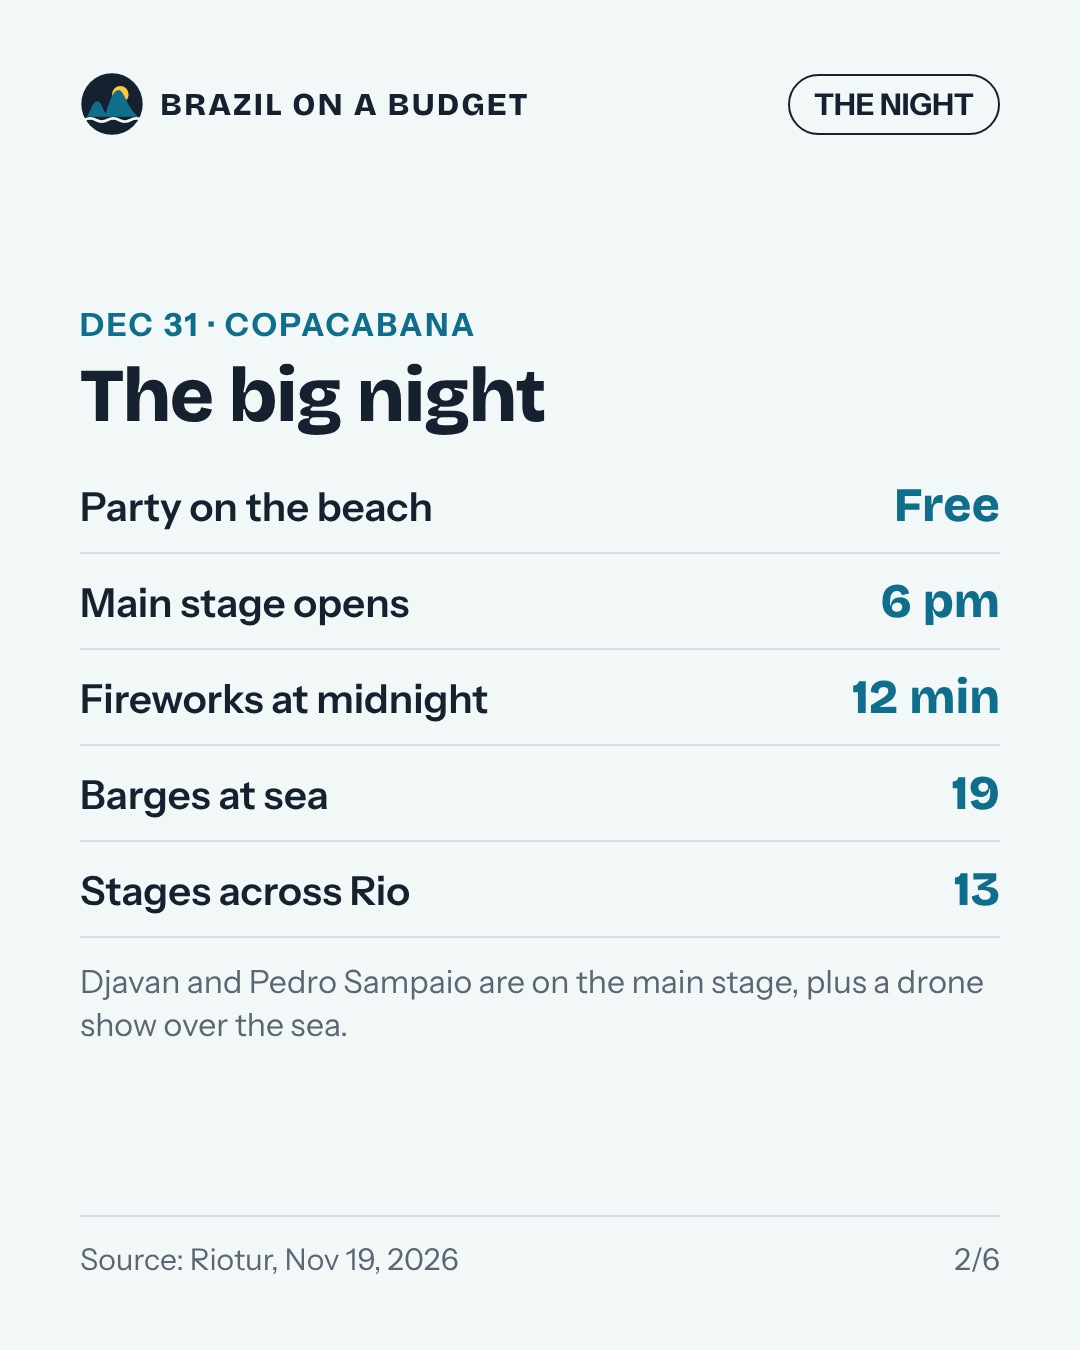 BRAZIL ON A BUDGET
THE NIGHT
DEC 31 · COPACABANA
The big night
Party on the beach Free
Main stage opens 6 pm
Fireworks at midnight 12 min
Barges at sea 19
Stages across Rio 13
Djavan and Pedro Sampaio are on the main stage, plus a drone
show over the sea.
Source: Riotur, Nov 19, 2026 2/6